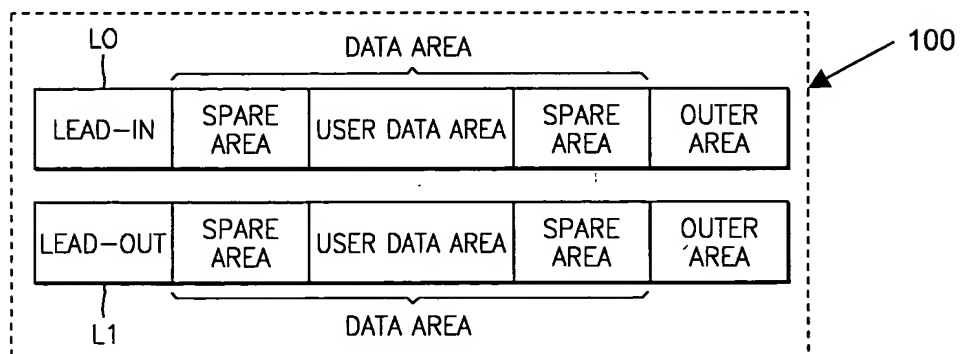 L0
DATA AREA
100
LEAD-IN
SPARE AREA
USER DATA AREA
SPARE AREA
OUTER AREA
LEAD-OUT
SPARE AREA
USER DATA AREA
SPARE AREA
OUTER AREA
L1
DATA AREA